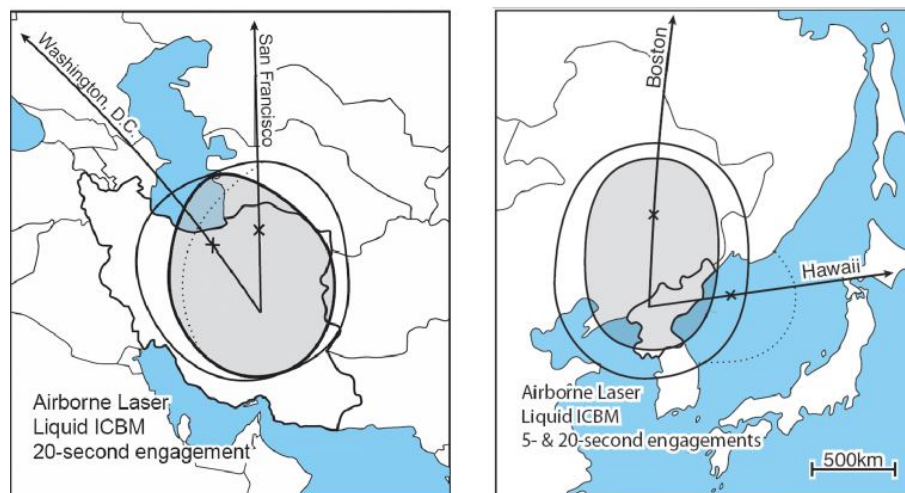 Washington, D.C.
San Francisco
Airborne Laser
Liquid ICBM
20-second engagement
Boston
Hawaii
Airborne Laser
Liquid ICBM
5- & 20-second engagements
500km